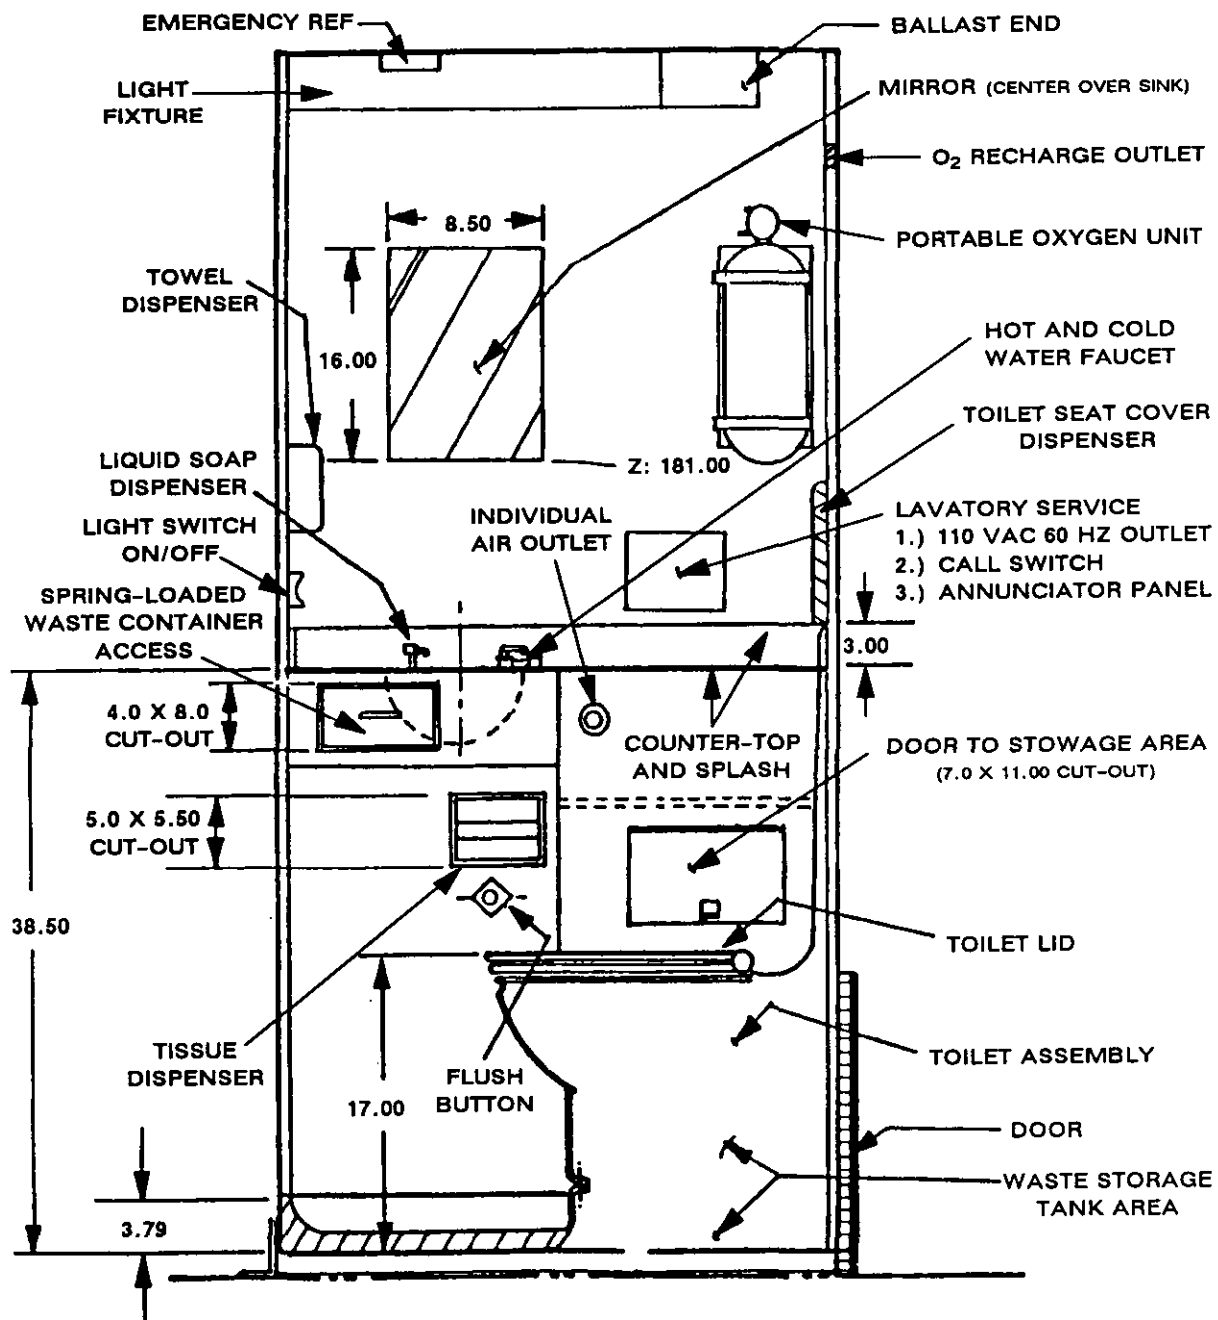 EMERGENCY REF
BALLAST END
LIGHT
FIXTURE
MIRROR (CENTER OVER SINK)
O₂ RECHARGE OUTLET
8.50
PORTABLE OXYGEN UNIT
TOWEL
DISPENSER
16.00
HOT AND COLD
WATER FAUCET
TOILET SEAT COVER
DISPENSER
LIQUID SOAP
DISPENSER
Z: 181.00
LIGHT SWITCH
ON/OFF
INDIVIDUAL
AIR OUTLET
LAVATORY SERVICE
1.) 110 VAC 60 HZ OUTLET
2.) CALL SWITCH
3.) ANNUNCIATOR PANEL
SPRING-LOADED
WASTE CONTAINER
ACCESS
3.00
4.0 X 8.0
CUT-OUT
COUNTER-TOP
AND SPLASH
DOOR TO STOWAGE AREA
(7.0 X 11.00 CUT-OUT)
5.0 X 5.50
CUT-OUT
38.50
TOILET LID
TISSUE
DISPENSER
FLUSH
BUTTON
TOILET ASSEMBLY
17.00
DOOR
WASTE STORAGE
TANK AREA
3.79